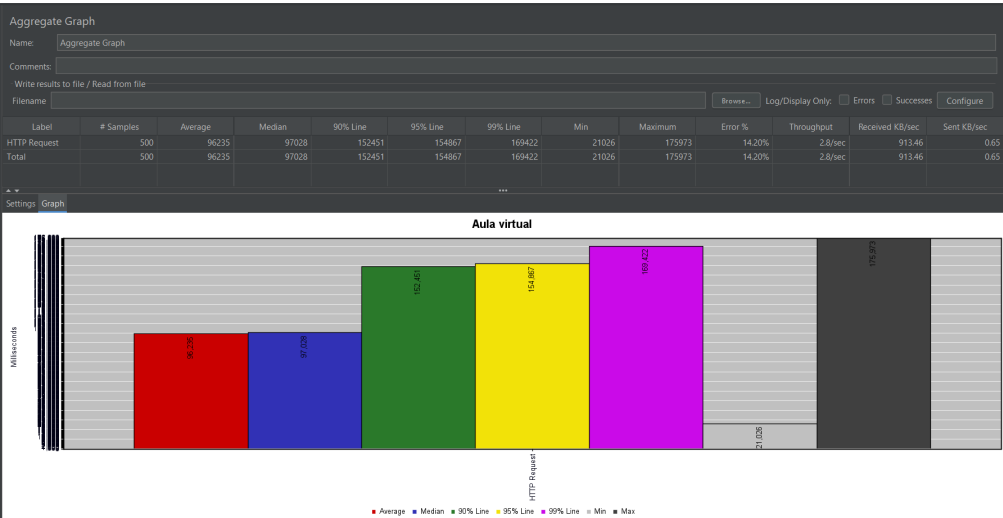 Aggregate Graph
Name: Aggregate Graph
Comments:
Write results to file / Read from file
Filename Browse... Log/Display Only: Errors Successes Configure
Label # Samples Average Median 90% Line 95% Line 99% Line Min Maximum Error % Throughput Received KB/sec Sent KB/sec
HTTP Request 500 96235 97028 152451 154867 169422 21026 175973 14.20% 2.8/sec 913.46 0.65
Total 500 96235 97028 152451 154867 169422 21026 175973 14.20% 2.8/sec 913.46 0.65
Settings Graph
Aula virtual
Milliseconds
96,235
97,028
152,451
154,867
169,422
21,026
175,973
HTTP Request
Average Median 90% Line 95% Line 99% Line Min Max